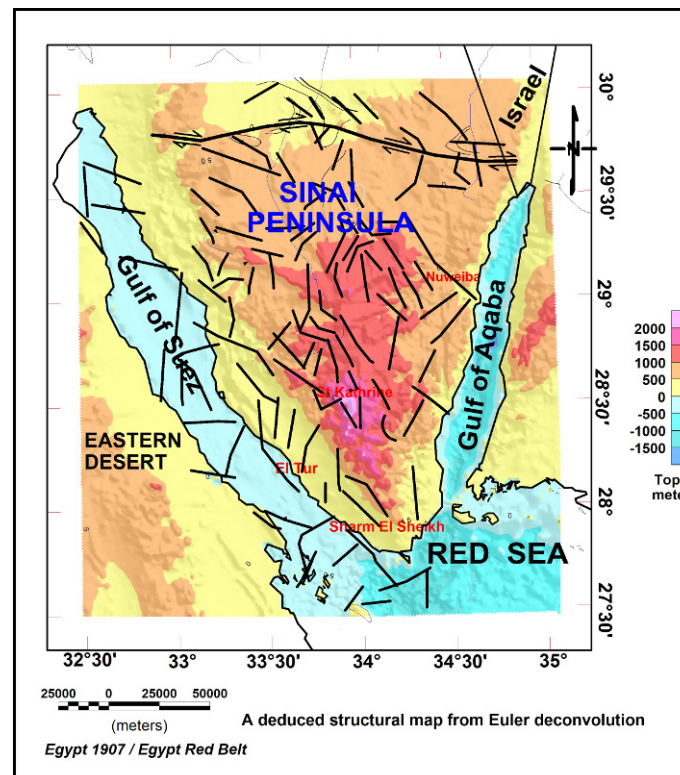 30°
Israel
N
29°30'
SINAI
PENINSULA
Nuweiba
Gulf of Suez
Gulf of Aqaba
29°
2000
1500
1000
500
0
-500
-1000
-1500
Top
mete
St Kathrine
28°30'
EASTERN
DESERT
El Tur
28°
Sharm El Sheikh
RED SEA
27°30'
32°30' 33° 33°30' 34° 34°30' 35°
25000 0 25000 50000
(meters)
A deduced structural map from Euler deconvolution
Egypt 1907 / Egypt Red Belt